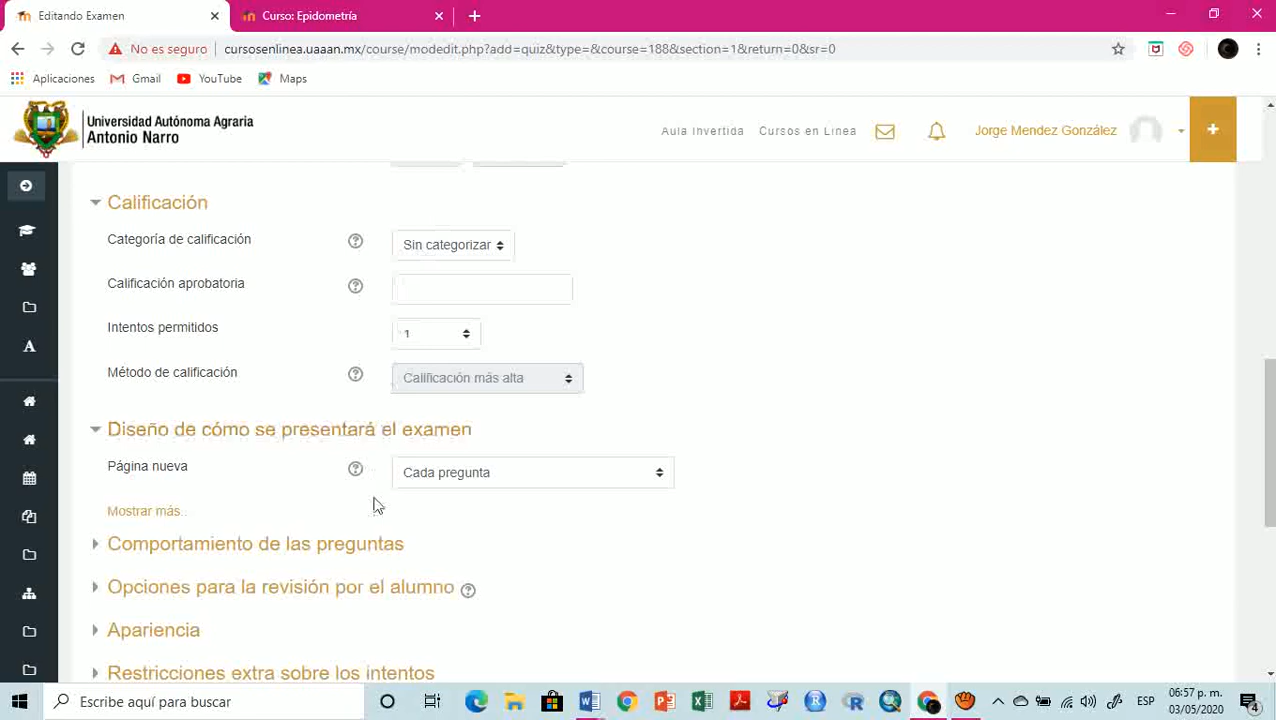 Editando Examen
Curso: Epidometría
No es seguro
cursosenlinea.uaaan.mx/course/modedit.php?add=quiz&type=&course=188&section=1&return=0&sr=0
Aplicaciones
Gmail
YouTube
Maps
Universidad Autónoma Agraria
Antonio Narro
Aula Invertida
Cursos en Linea
Jorge Mendez González
Calificación
Categoría de calificación
Sin categorizar
Calificación aprobatoria
Intentos permitidos
1
Método de calificación
Calificación más alta
Diseño de cómo se presentará el examen
Página nueva
Cada pregunta
Mostrar más..
Comportamiento de las preguntas
Opciones para la revisión por el alumno
Apariencia
Restricciones extra sobre los intentos
Escribe aquí para buscar
ESP
06:57 p. m.
03/05/2020
4